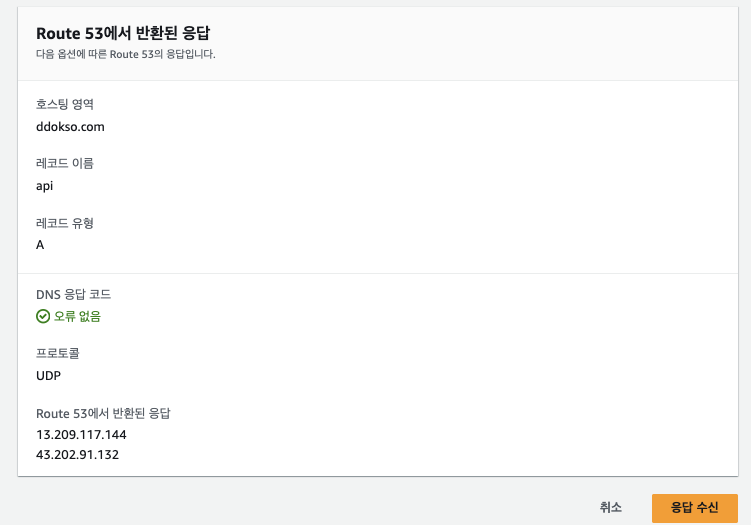 Route 53에서 반환된 응답
다음 옵션에 따른 Route 53의 응답입니다.
호스팅 영역
ddokso.com
레코드 이름
api
레코드 유형
A
DNS 응답 코드
오류 없음
프로토콜
UDP
Route 53에서 반환된 응답
13.209.117.144
43.202.91.132
취소
응답 수신